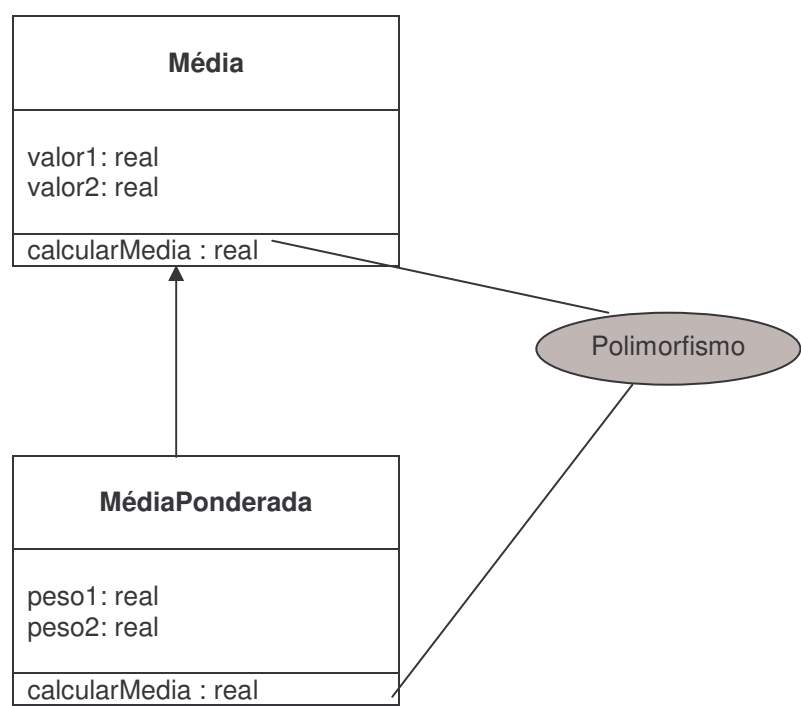 Média
valor1: real
valor2: real
calcularMedia : real
Polimorfismo
MédiaPonderada
peso1: real
peso2: real
calcularMedia : real